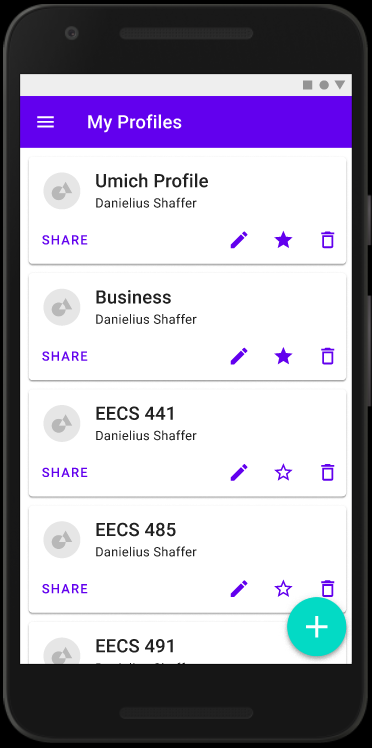 My Profiles
Umich Profile
Danielius Shaffer
SHARE
Business
Danielius Shaffer
SHARE
EECS 441
Danielius Shaffer
SHARE
EECS 485
Danielius Shaffer
SHARE
EECS 491